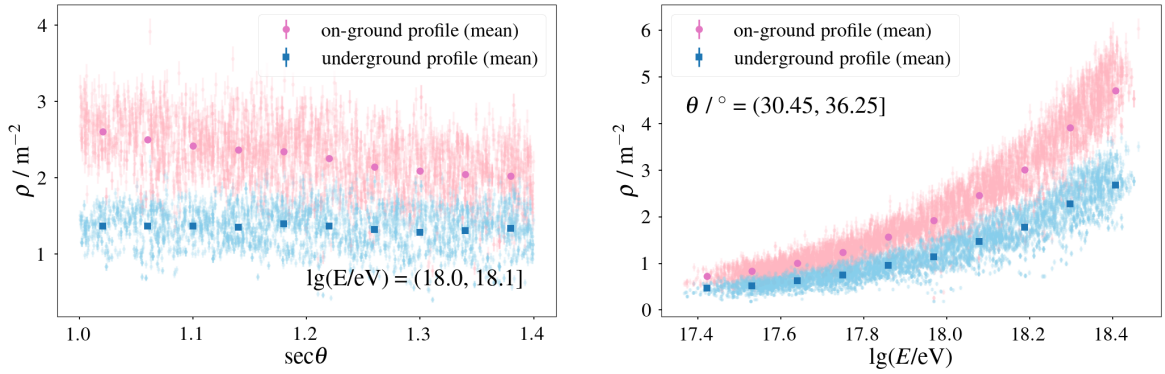 4
3
2
1
ρ / m⁻²
on-ground profile (mean)
underground profile (mean)
lg(E/eV) = (18.0, 18.1]
1.0 1.1 1.2 1.3 1.4
secθ
6
5
4
3
2
1
0
ρ / m⁻²
on-ground profile (mean)
underground profile (mean)
θ / ° = (30.45, 36.25]
17.4 17.6 17.8 18.0 18.2 18.4
lg(E/eV)